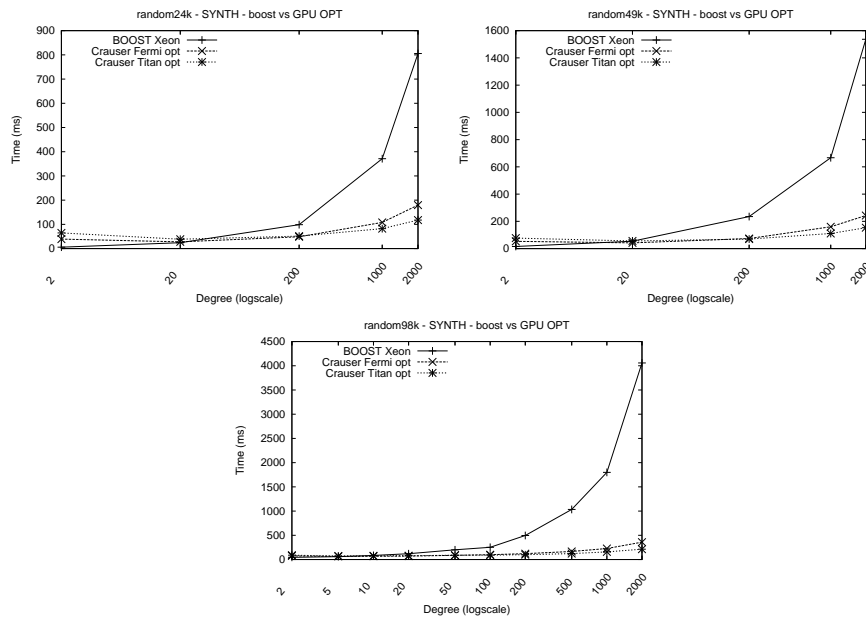 random24k - SYNTH - boost vs GPU OPT
900
800
700
600
500
400
300
200
100
0
Time (ms)
BOOST Xeon
Crauser Fermi opt
Crauser Titan opt
2
20
200
1000
2000
Degree (logscale)
random49k - SYNTH - boost vs GPU OPT
1600
1400
1200
1000
800
600
400
200
0
Time (ms)
BOOST Xeon
Crauser Fermi opt
Crauser Titan opt
2
20
200
1000
2000
Degree (logscale)
random98k - SYNTH - boost vs GPU OPT
4500
4000
3500
3000
2500
2000
1500
1000
500
0
Time (ms)
BOOST Xeon
Crauser Fermi opt
Crauser Titan opt
2
5
10
20
50
100
200
500
1000
2000
Degree (logscale)